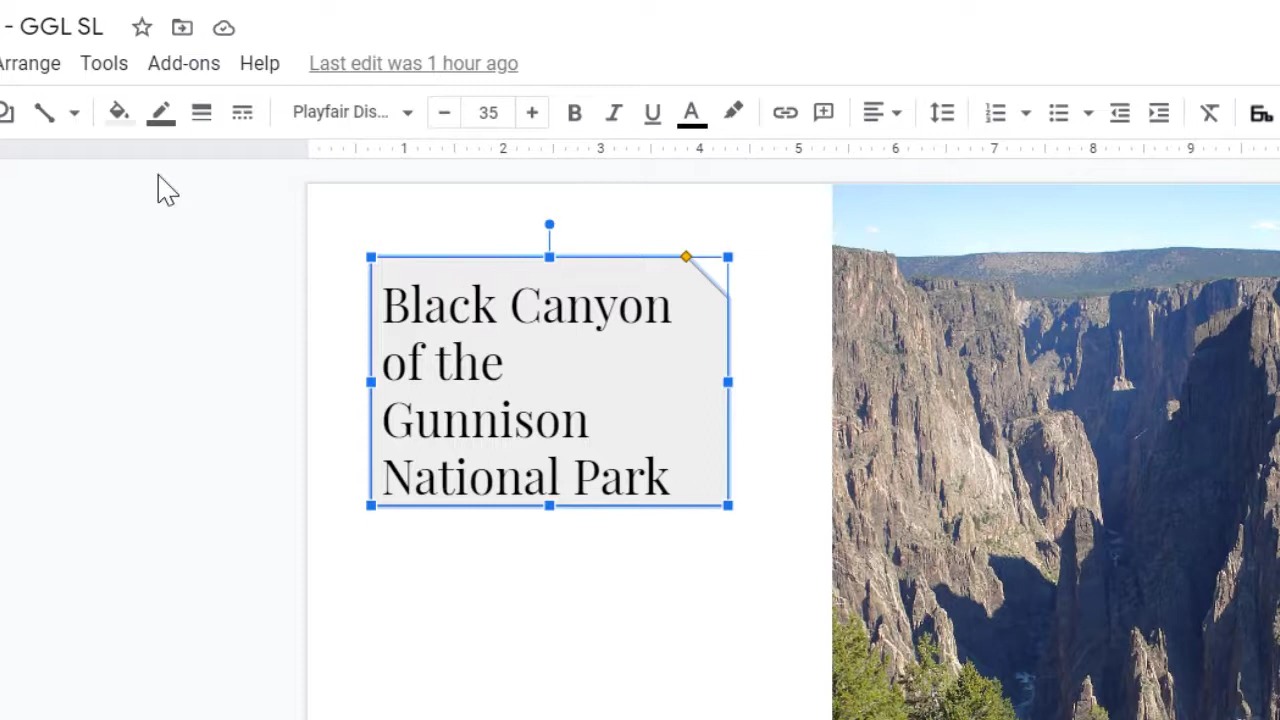 - GGL SL
Arrange Tools Add-ons Help Last edit was 1 hour ago
Playfair Dis... 35 B I U A
1 2 3 4 5 6 7 8 9
Black Canyon
of the
Gunnison
National Park